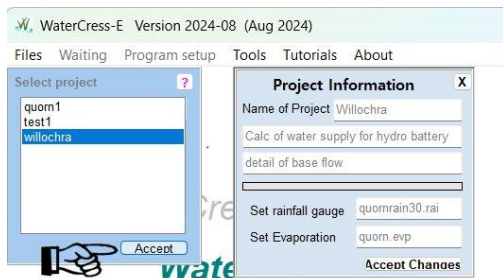 WaterCress-E Version 2024-08 (Aug 2024)
Files Waiting Program setup Tools Tutorials About
Select project ?
quorn1
test1
willochra
Accept
Project Information X
Name of Project Willochra
Calc of water supply for hydro battery
detail of base flow
Set rainfall gauge quornrain30.rai
Set Evaporation quorn.evp
Accept Changes